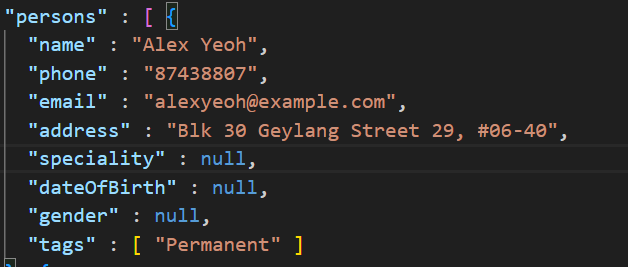 "persons" : [ {
"name" : "Alex Yeoh",
"phone" : "87438807",
"email" : "alexyeoh@example.com",
"address" : "Blk 30 Geylang Street 29, #06-40",
"speciality" : null,
"dateOfBirth" : null,
"gender" : null,
"tags" : [ "Permanent" ]